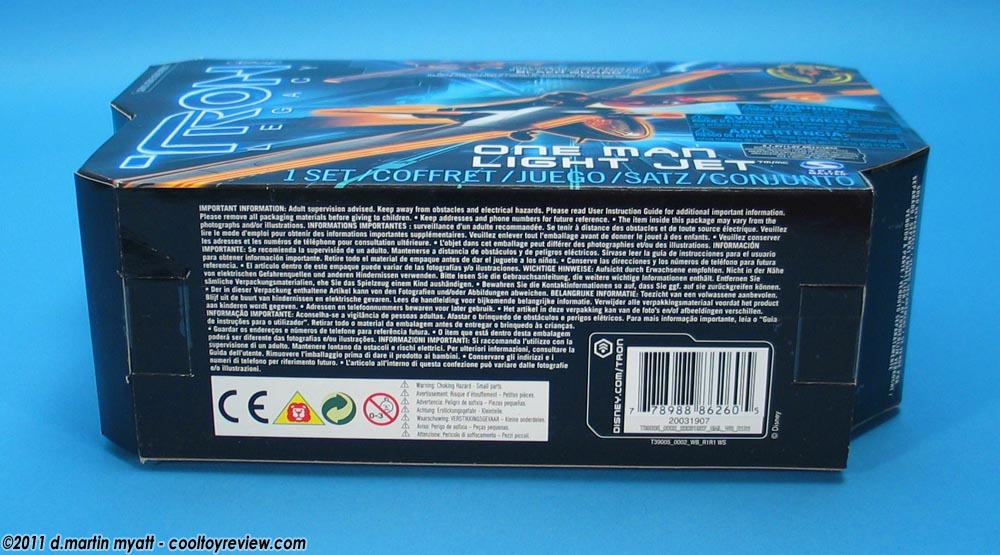 TRON
LEGACY
ONE MAN
LIGHT JET
1 SET/COFFRET/JUEGO/SATZ/CONJUNTO
SPIN
WARNING:
AVERTISSEMENT:
ADVERTENCIA:
IMPORTANT INFORMATION: Adult supervision advised. Keep away from obstacles and electrical hazards. Please read User Instruction Guide for additional important information.
Please remove all packaging materials before giving to children. • Keep addresses and phone numbers for future reference. • The item inside this package may vary from the
photographs and/or illustrations. INFORMATIONS IMPORTANTES : surveillance d'un adulte recommandée. Se tenir à distance des obstacles et de toute source électrique. Veuillez
lire le mode d'emploi pour obtenir des informations importantes supplémentaires. Veuillez enlever tout l'emballage avant de donner le jouet à des enfants. • Veuillez conserver
les adresses et les numéros de téléphone pour consultation ultérieure. • L'objet dans cet emballage peut différer des photographies et/ou des illustrations. INFORMACIÓN
IMPORTANTE: Se recomienda la supervisión de un adulto. Mantenerse a distancia de obstáculos y de peligros eléctricos. Sírvase leer la guía de instrucciones para el usuario
para obtener información importante. Retire todo el material de empaque antes de dar el juguete a los niños. • Conserve las direcciones y los números de teléfono para futura
referencia. • El artículo dentro de este empaque puede variar de las fotografías y/o ilustraciones. WICHTIGE HINWEISE: Aufsicht durch Erwachsene empfohlen. Nicht in der Nähe
von elektrischen Gefahrenquellen und anderen Hindernissen verwenden. Bitte lesen Sie die Gebrauchsanleitung, die weitere wichtige Informationen enthält. Entfernen Sie
sämtliche Verpackungsmaterialien, ehe Sie das Spielzeug einem Kind aushändigen. • Bewahren Sie die Kontaktinformationen so auf, dass Sie ggf. auf sie zurückgreifen können.
• Der in dieser Verpackung enthaltene Artikel kann von den Fotografien und/oder Abbildungen abweichen. BELANGRIJKE INFORMATIE: Toezicht van een volwassene aanbevolen.
Blijf uit de buurt van hindernissen en elektrische gevaren. Lees de handleiding voor bijkomende belangrijke informatie. Verwijder alle verpakkingsmateriaal voordat het product
aan kinderen wordt gegeven. • Adressen en telefoonnummers bewaren voor later gebruik. • Het artikel in deze verpakking kan van de foto's en/of afbeeldingen verschillen.
INFORMAÇÃO IMPORTANTE: Aconselha-se a vigilância de pessoas adultas. Afastar o brinquedo de obstáculos e perigos elétricos. Para mais informação importante, leia o "Guia
de instruções para o utilizador". Retirar todo o material da embalagem antes de entregar o brinquedo às crianças.
• Guardar os endereços e números de telefone para referência futura. • O item que está dentro desta embalagem
poderá ser diferente das fotografias e/ou ilustrações. INFORMAZIONI IMPORTANTI: Si raccomanda l'utilizzo con la
supervisione di un adulto. Mantenere lontano da ostacoli e rischi elettrici. Per ulteriori informazioni, consultare la
Guida dell'utente. Rimuovere l'imballaggio prima di dare il prodotto ai bambini. • Conservare gli indirizzi e i
numeri di telefono per riferimento futuro. • L'articolo all'interno di questa confezione può variare dalle fotografie
e/o illustrazioni.
CE
0-3
Warning: Choking Hazard - Small parts.
Avertissement: Risque d'étouffement - Petites pièces.
Advertencia: Peligro de asfixia - Piezas pequeñas.
Achtung: Erstickungsgefahr - Kleinteile.
Waarschuwing: VERSTIKKINGSGEVAAR - Kleine onderdelen.
Aviso: Perigo de asfixia - Peças pequenas.
Attenzione: Pericolo di soffocamento - Pezzi piccoli.
DISNEY.COM/TRON
7 78988 86260 5
20031907
T39005_0002_WB_R1R1 WS
© Disney
©2011 d.martin myatt - cooltoyreview.com